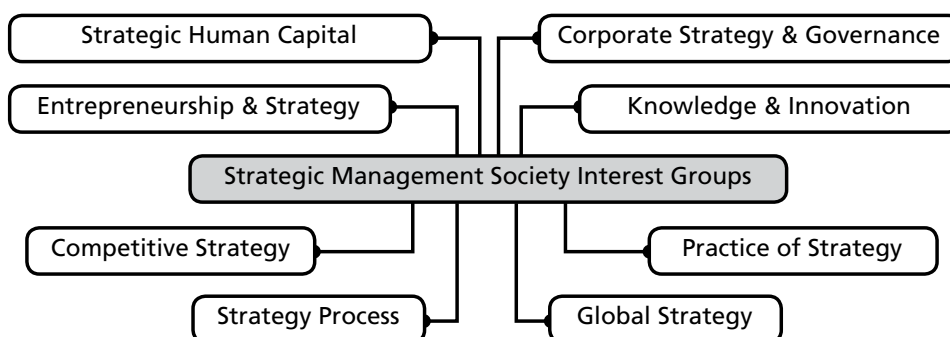 Strategic Human Capital
Corporate Strategy & Governance
Entrepreneurship & Strategy
Knowledge & Innovation
Strategic Management Society Interest Groups
Competitive Strategy
Practice of Strategy
Strategy Process
Global Strategy